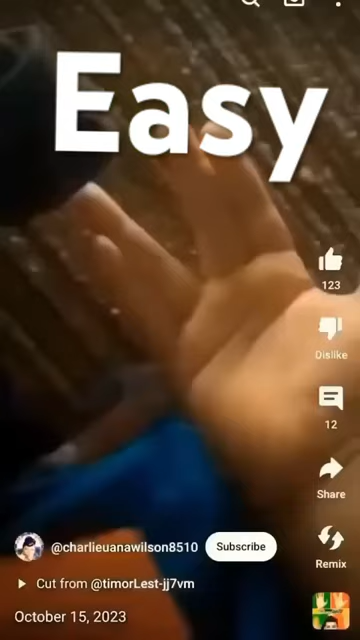 Easy
123
Dislike
12
Share
@charlieuanawilson8510
Subscribe
Remix
Cut from @timorLest-jj7vm
October 15, 2023